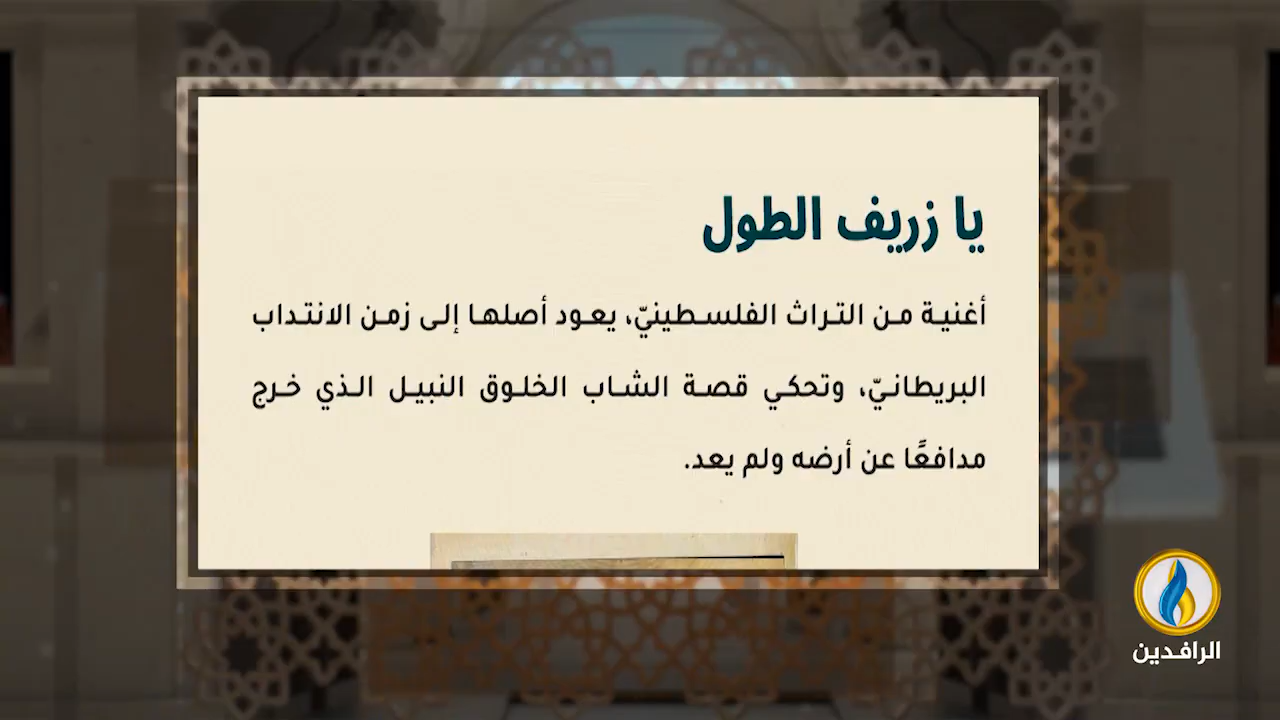 يا زريف الطول
أغنية من التراث الفلسطينيّ، يعود أصلها إلى زمن الانتداب
البريطانيّ، وتحكي قصة الشاب الخلوق النبيل الذي خرج
مدافعًا عن أرضه ولم يعد.
الرافدين